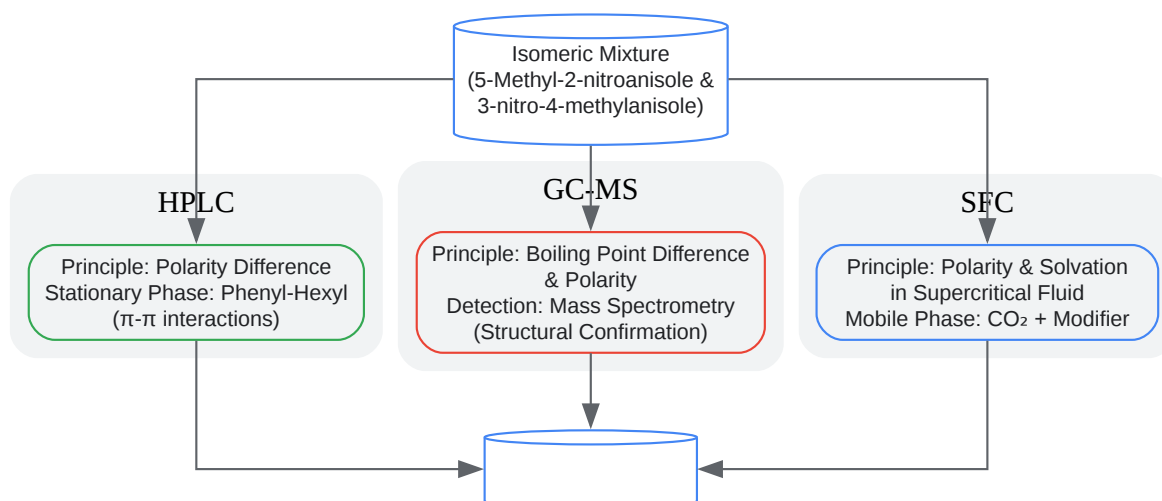 Isomeric Mixture
(5-Methyl-2-nitroanisole &
3-nitro-4-methylanisole)
HPLC
Principle: Polarity Difference
Stationary Phase: Phenyl-Hexyl
(π-π interactions)
GC-MS
Principle: Boiling Point Difference
& Polarity
Detection: Mass Spectrometry
(Structural Confirmation)
SFC
Principle: Polarity & Solvation
in Supercritical Fluid
Mobile Phase: CO₂ + Modifier